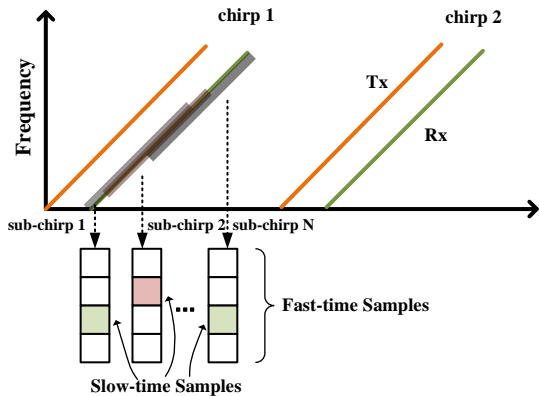 chirp 1
chirp 2
Frequency
Tx
Rx
sub-chirp 1
sub-chirp 2
sub-chirp N
...
Fast-time Samples
Slow-time Samples